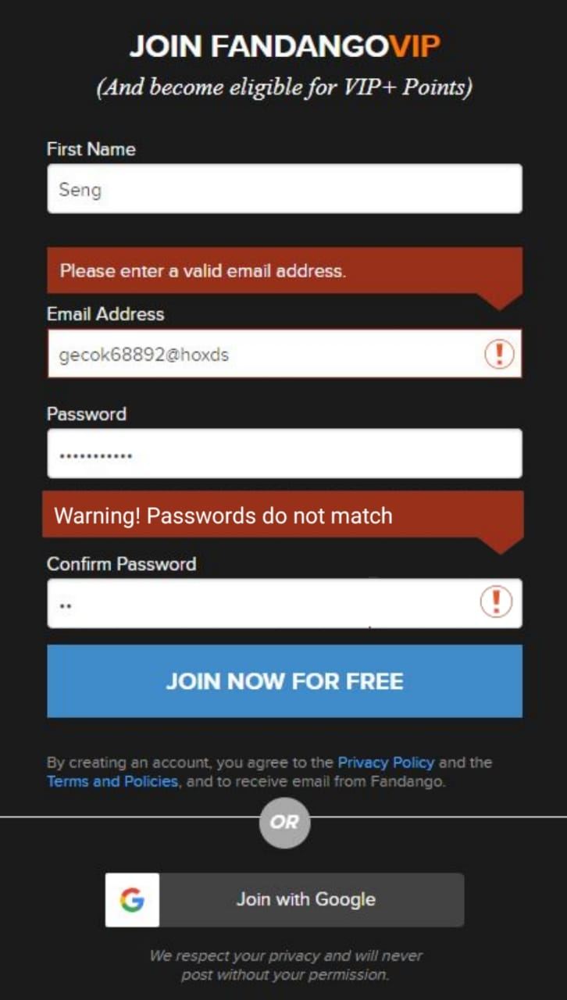 JOIN FANDANGOVIP
(And become eligible for VIP+ Points)
First Name
Seng
Please enter a valid email address.
Email Address
gecok68892@hoxds
!
Password
•••••••••••
Warning! Passwords do not match
Confirm Password
••
!
JOIN NOW FOR FREE
By creating an account, you agree to the Privacy Policy and the
Terms and Policies, and to receive email from Fandango.
OR
G
Join with Google
We respect your privacy and will never
post without your permission.